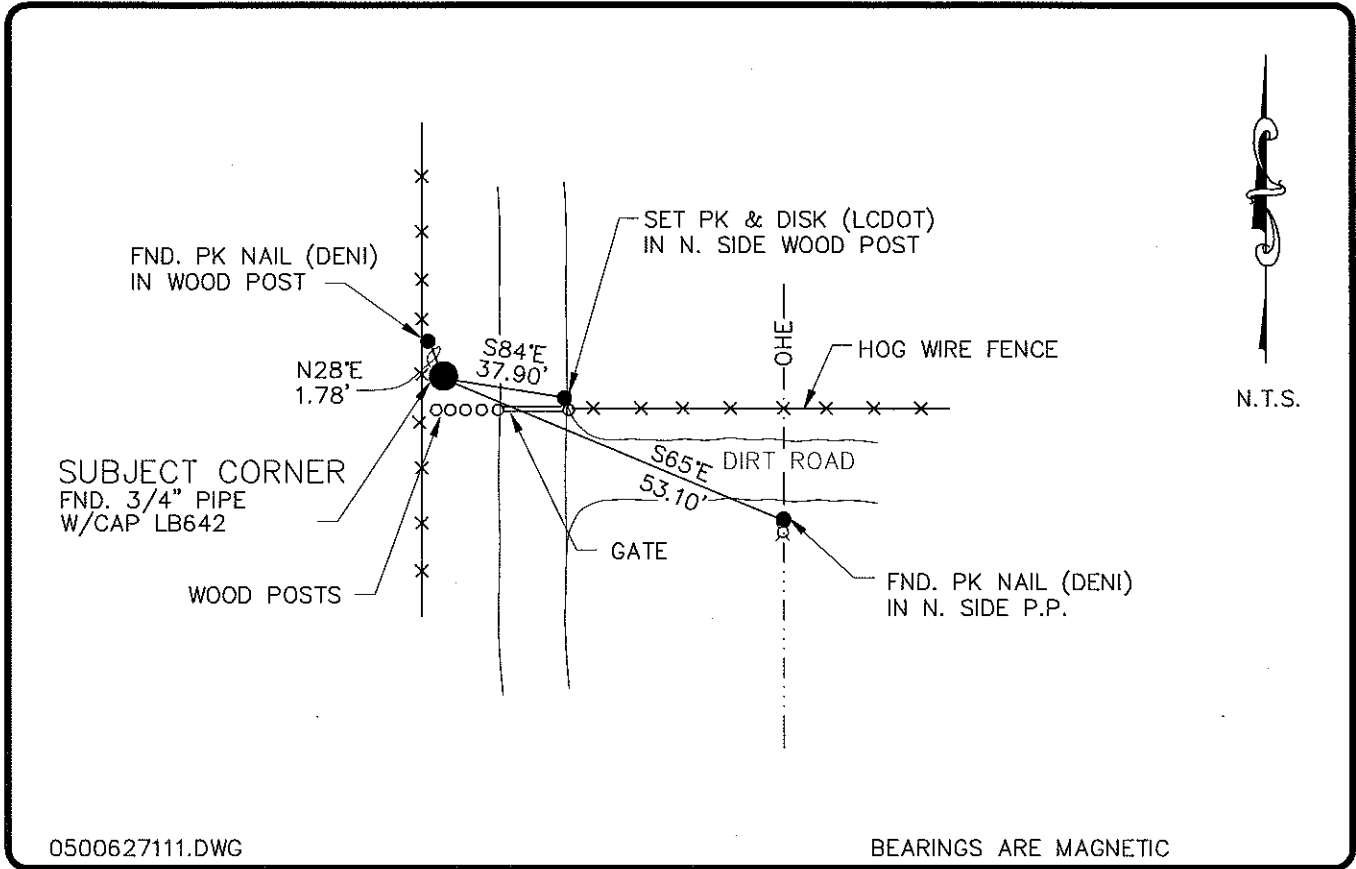 FND. PK NAIL (DENI)
IN WOOD POST
SET PK & DISK (LCDOT)
IN N. SIDE WOOD POST
N28°E
1.78'
S84°E
37.90'
OHE
HOG WIRE FENCE
N.T.S.
SUBJECT CORNER
FND. 3/4" PIPE
W/CAP LB642
S65°E
53.10'
DIRT ROAD
GATE
WOOD POSTS
FND. PK NAIL (DENI)
IN N. SIDE P.P.
0500627111.DWG
BEARINGS ARE MAGNETIC